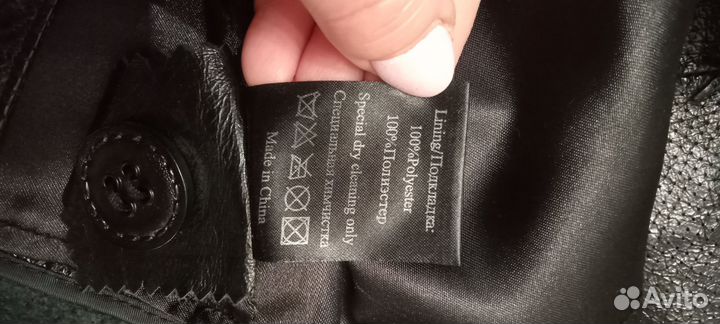 Lining/Подкладка:
100%Polyester
100%Полиэстер
Special dry cleaning only
Специальная химчистка
Made in China
Avito